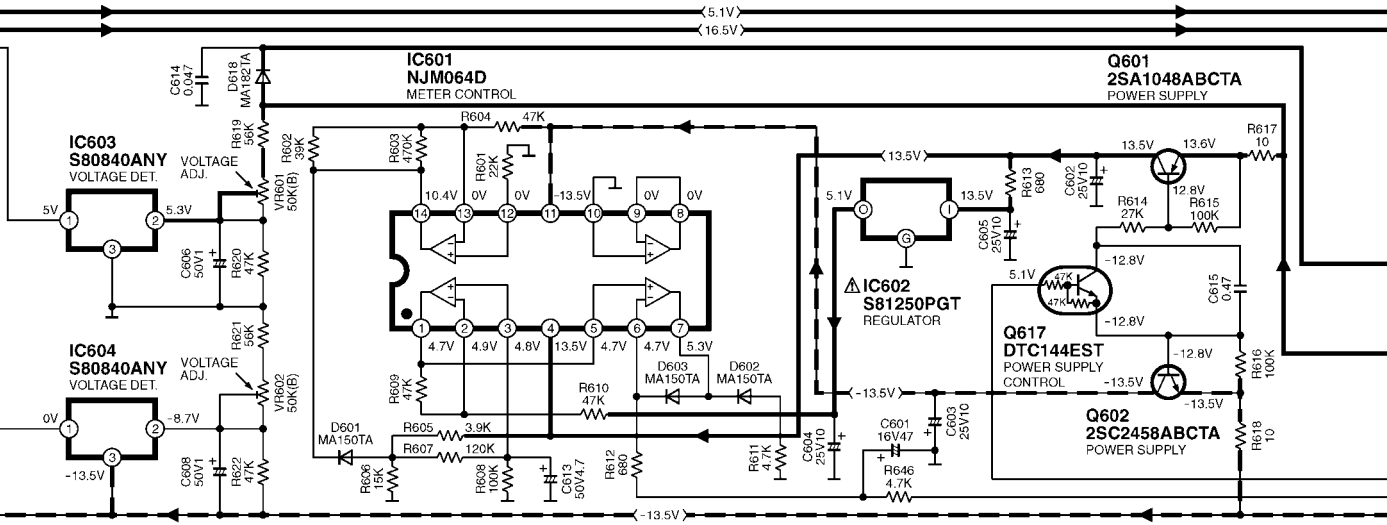 5.1V
16.5V
C614
0.047
D618
MA182TA
IC601
NJM064D
METER CONTROL
Q601
2SA1048ABCTA
POWER SUPPLY
R604
47K
R619
56K
R602
39K
R603
470K
R601
22K
R617
10
IC603
S80840ANY
VOLTAGE DET.
VOLTAGE
ADJ.
VR601
50K(B)
13.5V
13.5V
13.6V
R613
680
C602
25V10
12.8V
R614
27K
R615
100K
5V
1
2
5.3V
3
10.4V
0V
0V
-13.5V
0V
0V
0V
14
13
12
11
10
9
8
5.1V
O
I
13.5V
G
C605
25V10
C606
50V1
R620
47K
-12.8V
5.1V
47K
47K
C615
0.47
-12.8V
IC602
S81250PGT
REGULATOR
1
2
3
4
5
6
7
4.7V
4.9V
4.8V
13.5V
4.7V
4.7V
5.3V
Q617
DTC144EST
POWER SUPPLY
CONTROL
R621
56K
IC604
S80840ANY
VOLTAGE DET.
VOLTAGE
ADJ.
VR602
50K(B)
R609
47K
D603
MA150TA
D602
MA150TA
R610
47K
-13.5V
-12.8V
-13.5V
-13.5V
R616
100K
Q602
2SC2458ABCTA
POWER SUPPLY
0V
1
2
-8.7V
3
-13.5V
D601
MA150TA
R605
3.9K
R607
120K
R606
15K
R608
100K
C613
50V4.7
R612
680
R611
4.7K
C604
25V10
C601
16V47
C603
25V10
R646
4.7K
R618
10
C608
50V1
R622
47K
-13.5V